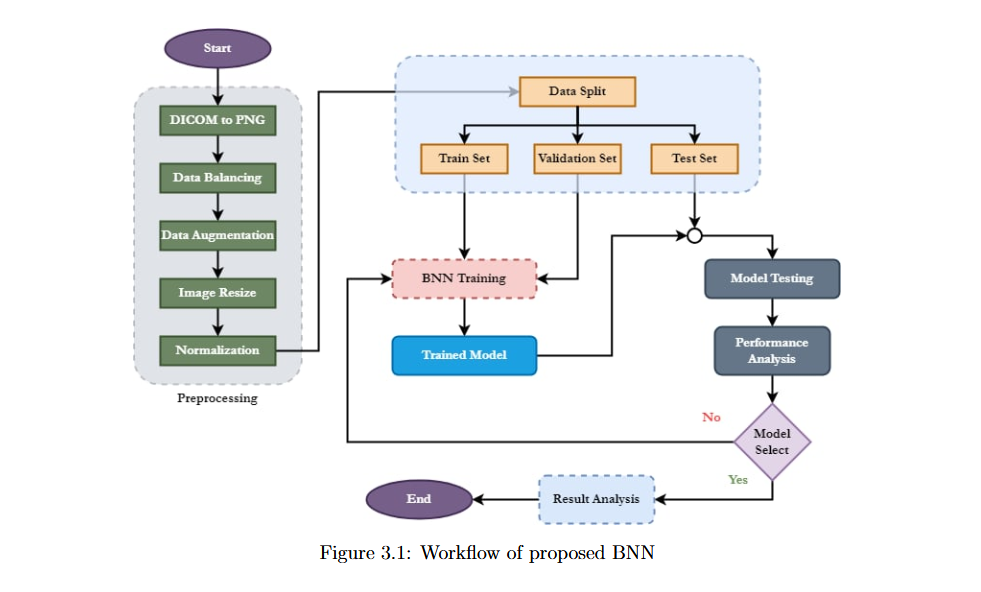 Start
DICOM to PNG
Data Balancing
Data Augmentation
Image Resize
Normalization
Preprocessing
Data Split
Train Set
Validation Set
Test Set
BNN Training
Trained Model
Model Testing
Performance
Analysis
No
Model
Select
Yes
Result Analysis
End
Figure 3.1: Workflow of proposed BNN